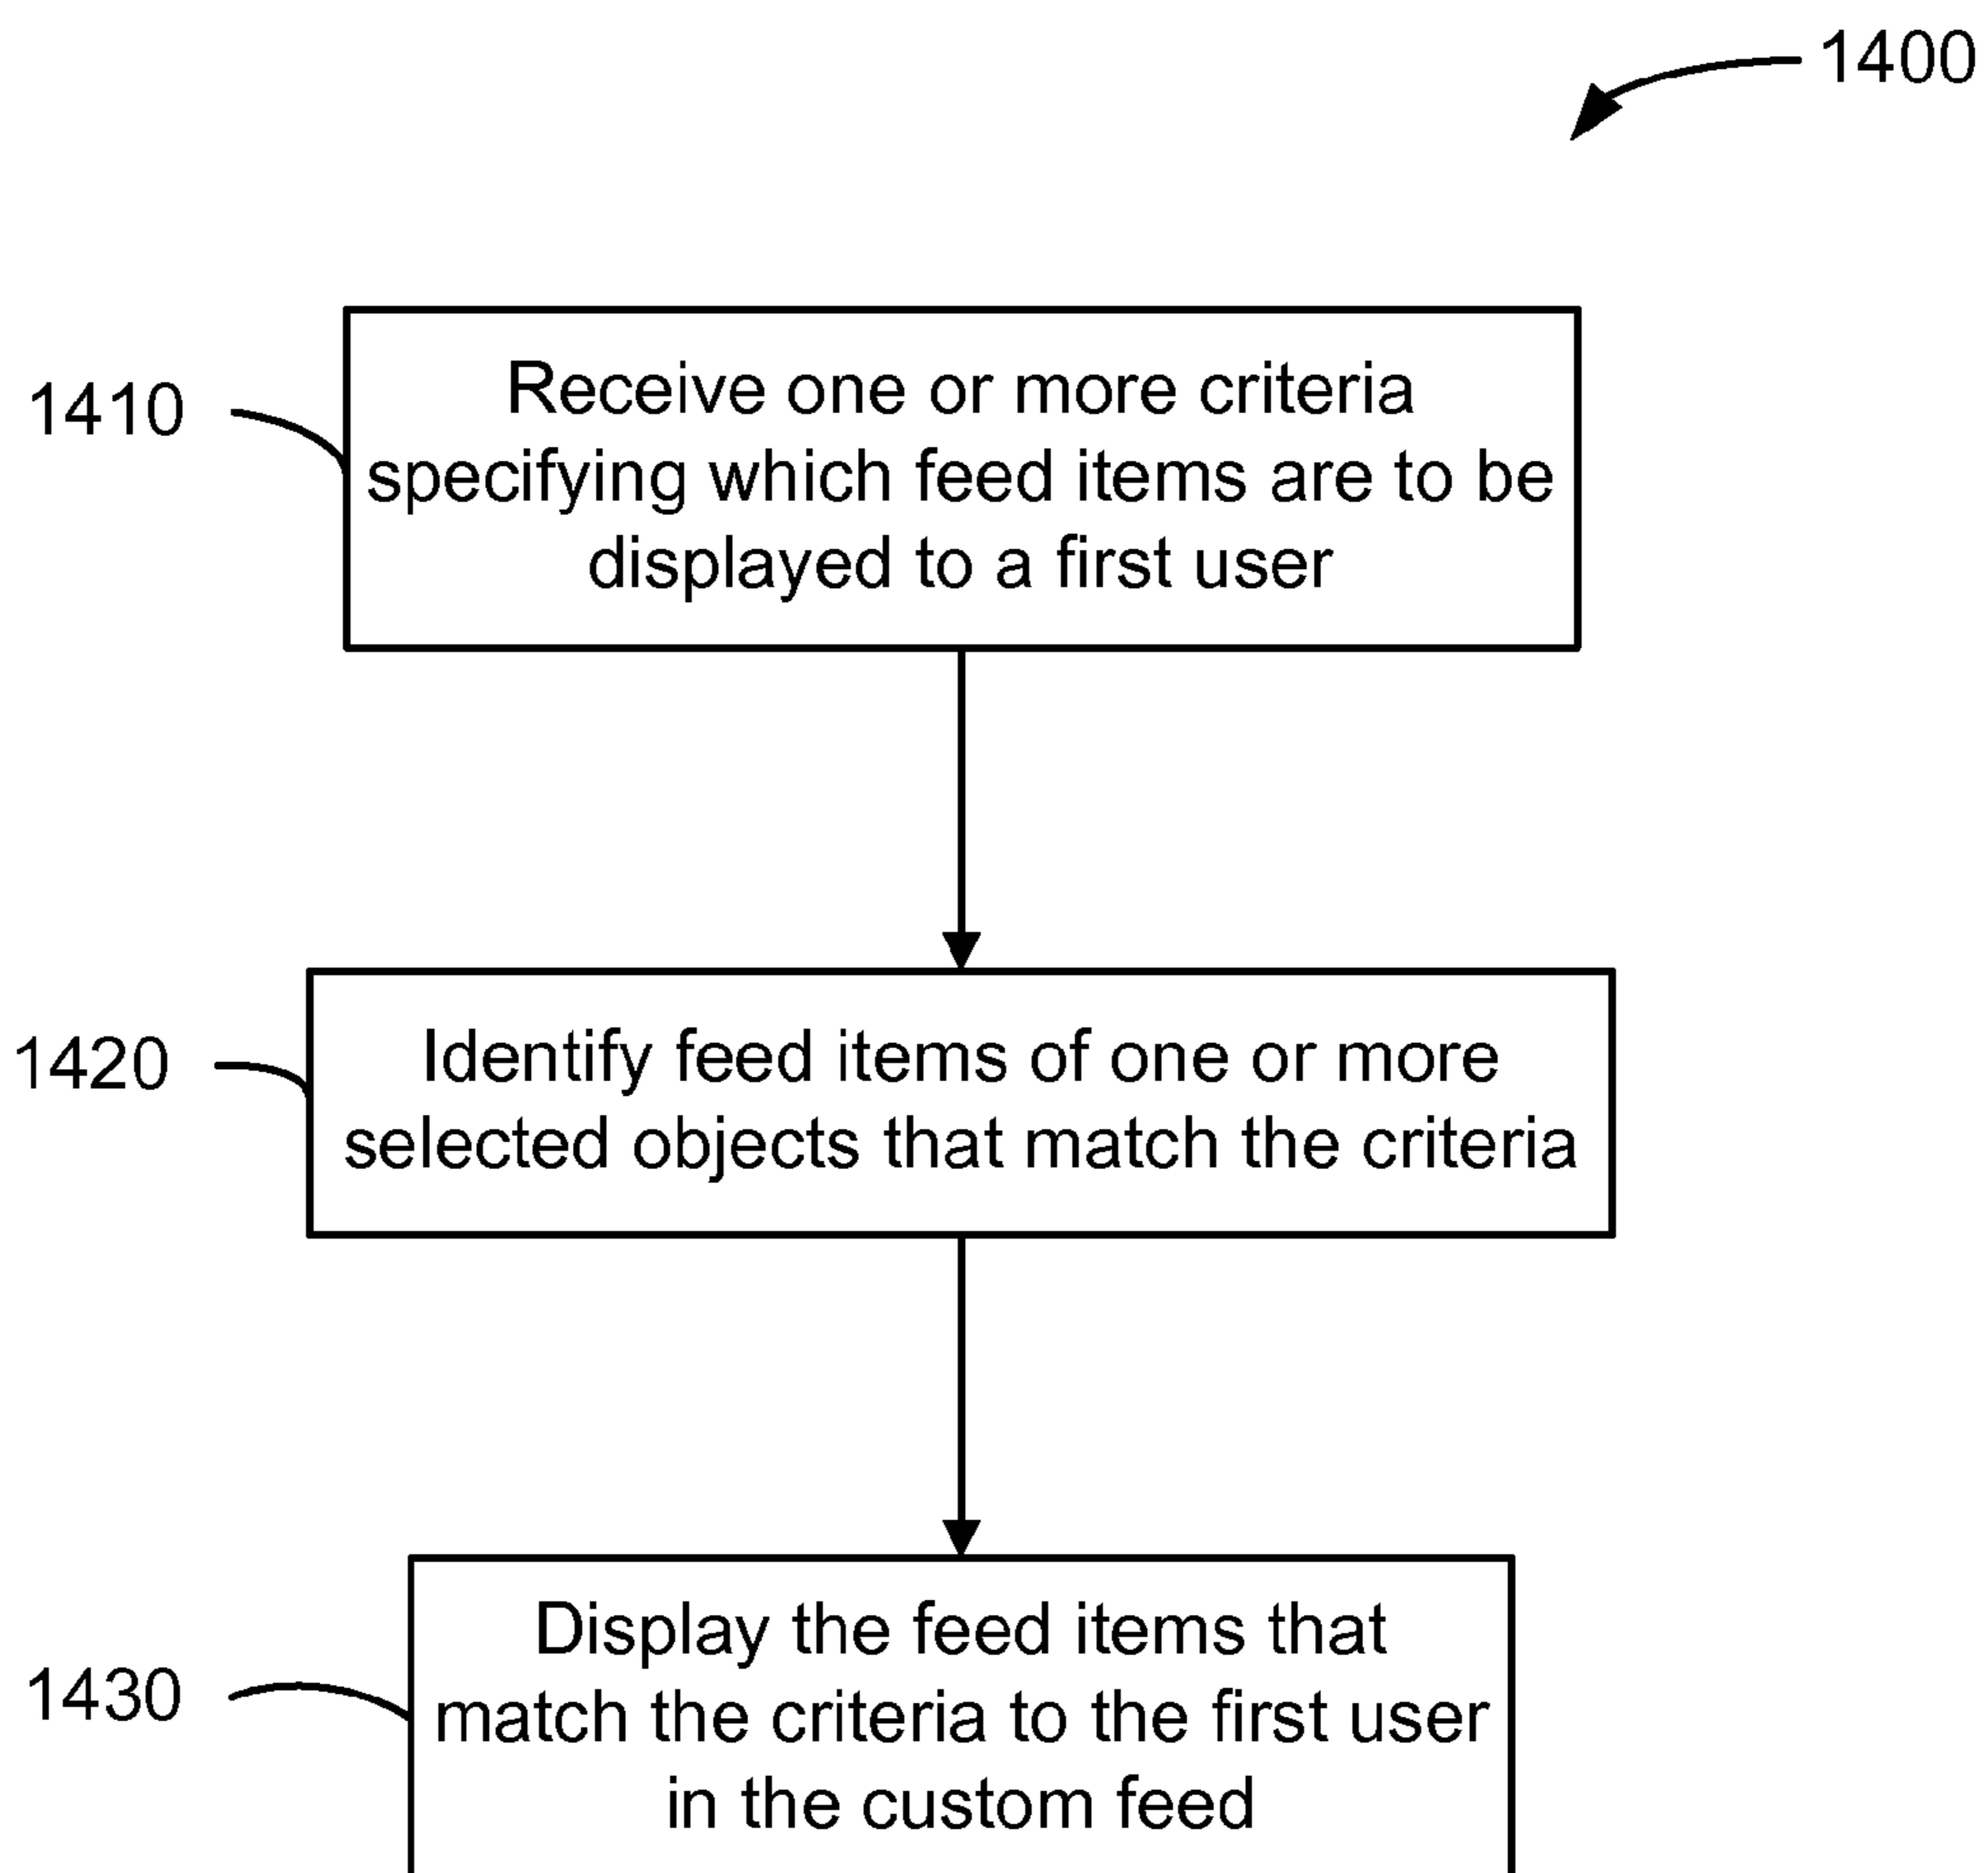 1400
1410
Receive one or more criteria
specifying which feed items are to be
displayed to a first user
1420
Identify feed items of one or more
selected objects that match the criteria
1430
Display the feed items that
match the criteria to the first user
in the custom feed